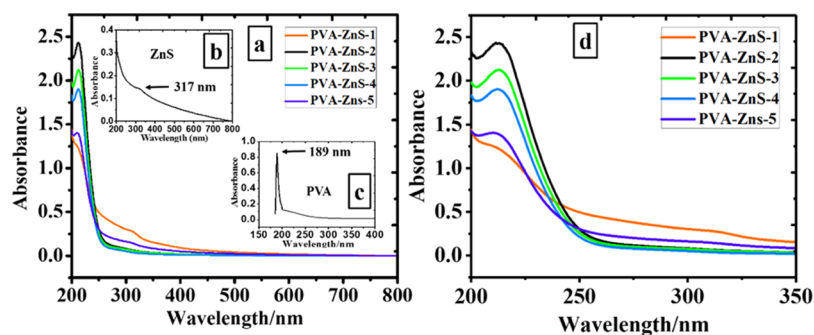 a
PVA-ZnS-1
PVA-ZnS-2
PVA-ZnS-3
PVA-ZnS-4
PVA-Zns-5
2.5
2.0
1.5
1.0
0.5
0.0
Absorbance
200 300 400 500 600 700 800
Wavelength/nm
b
ZnS
317 nm
0.4
0.3
0.2
0.1
0.0
Absorbance
200 300 400 500 600 700 800
Wavelength (nm)
c
PVA
189 nm
1.0
0.8
0.6
0.4
0.2
0.0
Absorbance
150 200 250 300 350 400
Wavelength/nm
d
PVA-ZnS-1
PVA-ZnS-2
PVA-ZnS-3
PVA-ZnS-4
PVA-Zns-5
2.5
2.0
1.5
1.0
0.5
0.0
Absorbance
200 250 300 350
Wavelength/nm